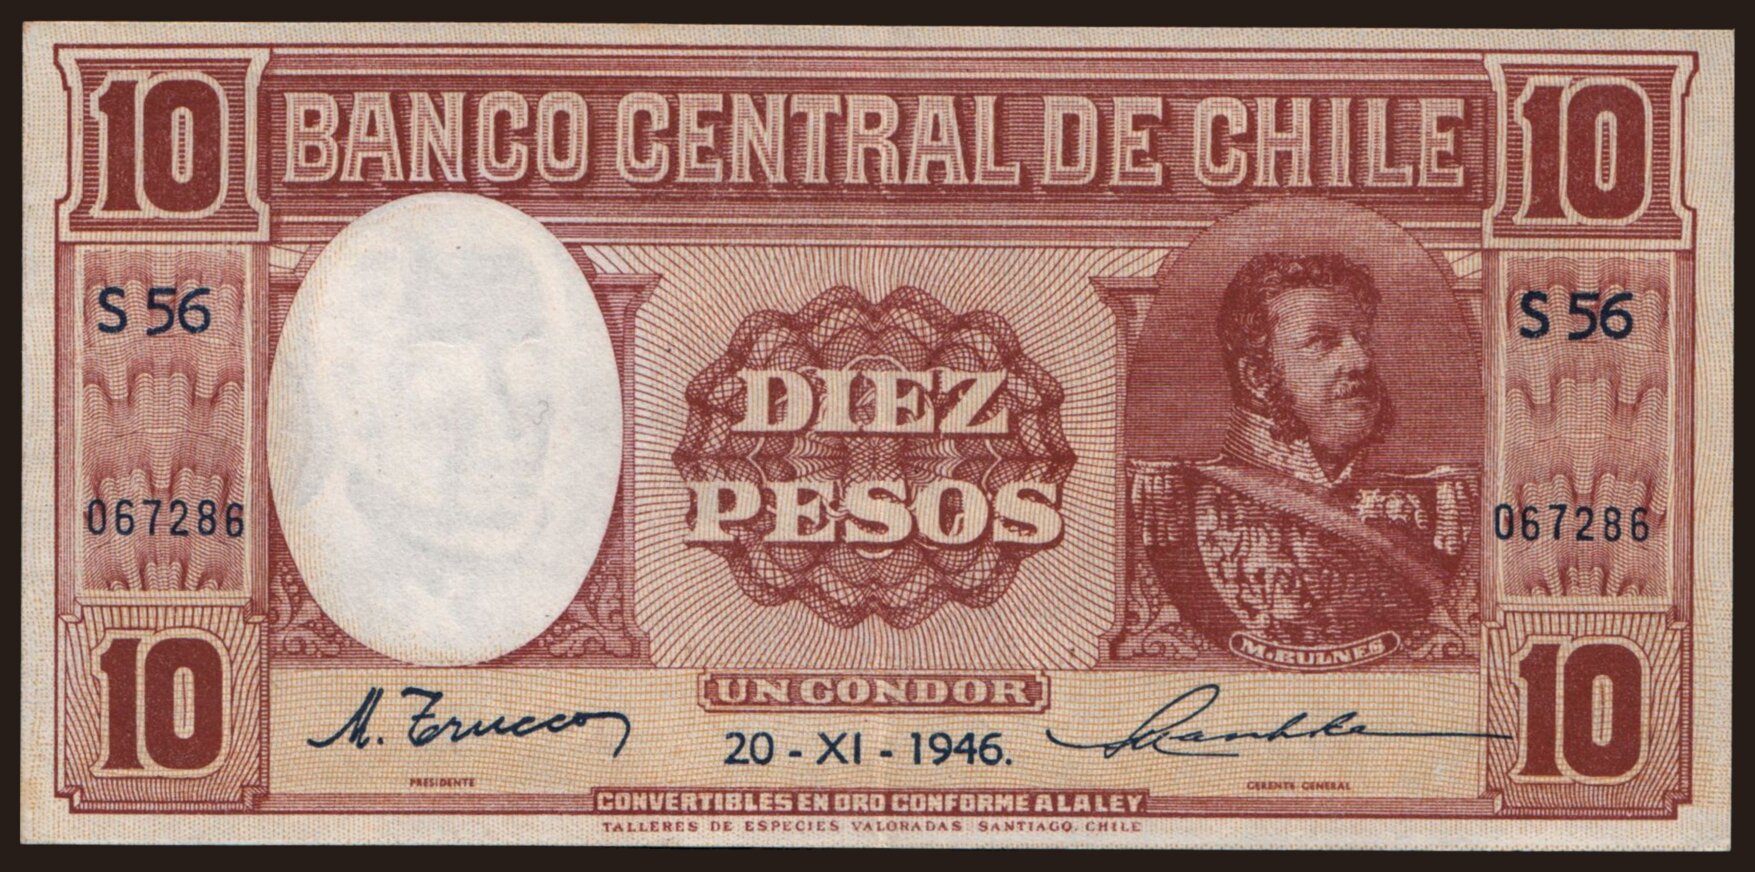 10 BANCO CENTRAL DE CHILE 10
S 56 S 56
DIEZ
PESOS
067286 067286
M. BULNES
10 UN CONDOR 10
M. Trucco
20 - XI - 1946.
PRESIDENTE GERENTE GENERAL
CONVERTIBLES EN ORO CONFORME A LA LEY
TALLERES DE ESPECIES VALORADAS SANTIAGO. CHILE